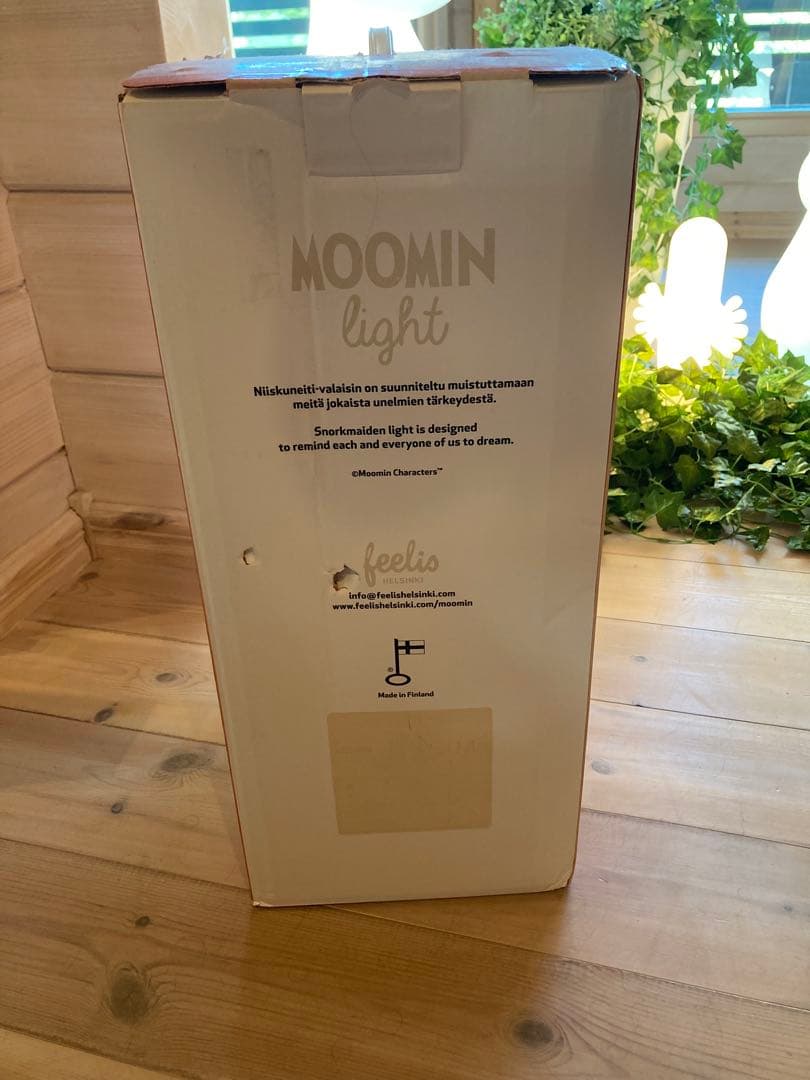 MOOMIN
light
Niiskuneiti-valaisin on suunniteltu muistuttamaan
meitä jokaista unelmien tärkeydestä.
Snorkmaiden light is designed
to remind each and everyone of us to dream.
©Moomin Characters™
feelis
HELSINKI
info@feelishelsinki.com
www.feelishelsinki.com/moomin
®
Made in Finland